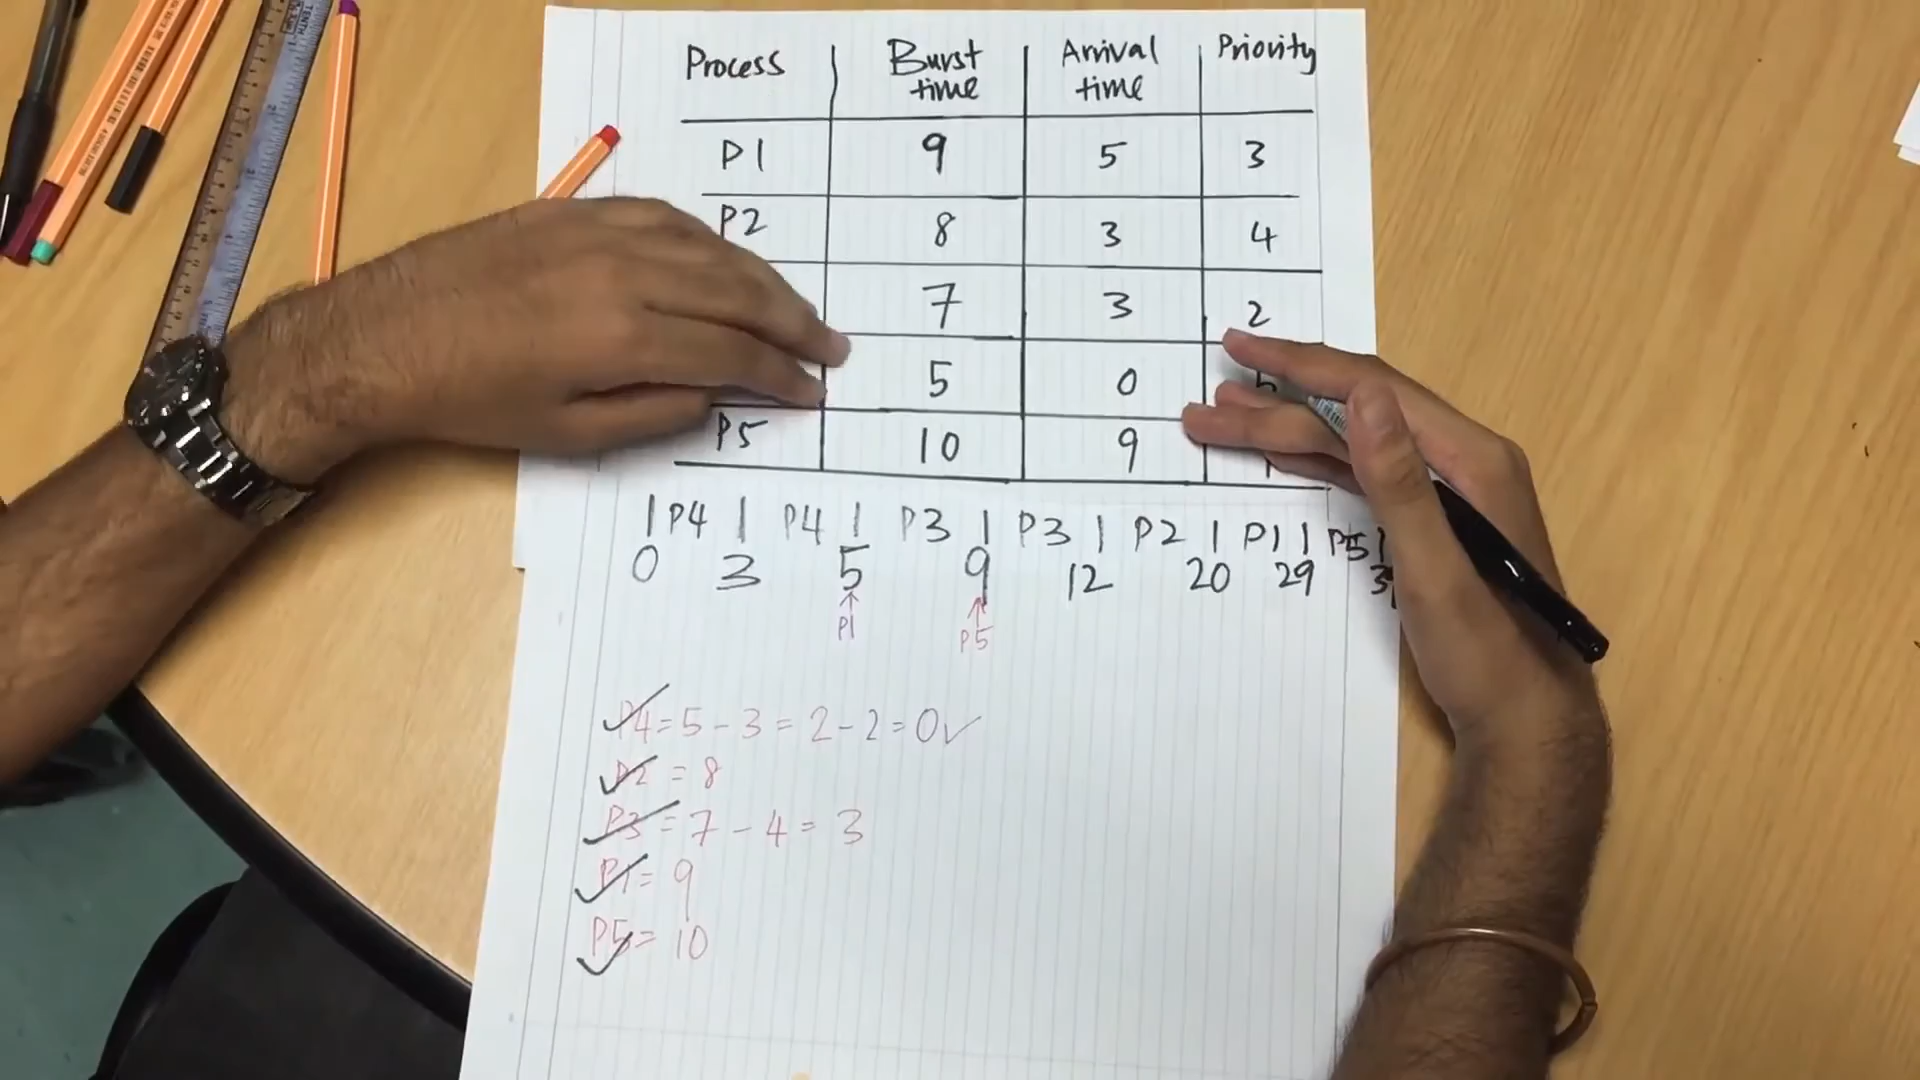 Process Burst time Arrival time Priority
P1 9 5 3
P2 8 3 4
7 3 2
5 0
P5 10 9
| P4 | P4 | P3 | P3 | P2 | P1 | P5 |
0 3 5 9 12 20 29
↑ ↑
P1 P5
P4 = 5 - 3 = 2 - 2 = 0 ✓
P2 = 8
P3 = 7 - 4 = 3
P1 = 9
P5 = 10